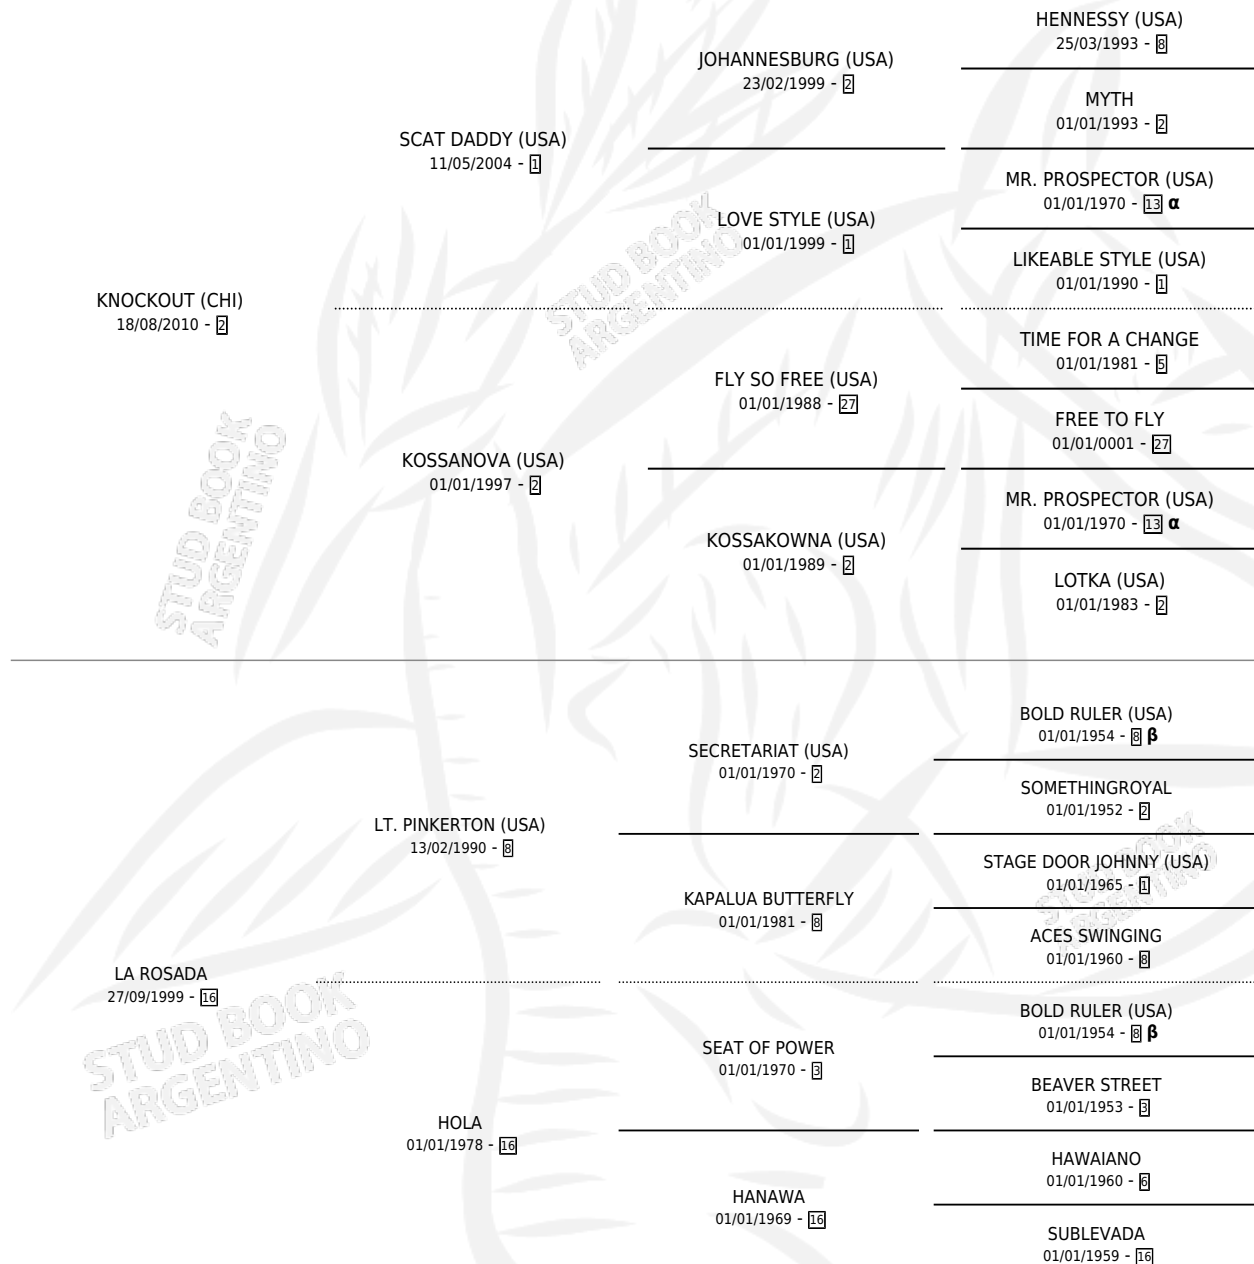 HENNESSY (USA)
25/03/1993 - 8
JOHANNESBURG (USA)
23/02/1999 - 2
MYTH
01/01/1993 - 2
SCAT DADDY (USA)
11/05/2004 - 1
MR. PROSPECTOR (USA)
01/01/1970 - 13 α
LOVE STYLE (USA)
01/01/1999 - 1
LIKEABLE STYLE (USA)
01/01/1990 - 1
KNOCKOUT (CHI)
18/08/2010 - 2
STUD BOOK
ARGENTINO
TIME FOR A CHANGE
01/01/1981 - 5
FLY SO FREE (USA)
01/01/1988 - 27
FREE TO FLY
01/01/0001 - 27
KOSSANOVA (USA)
01/01/1997 - 2
MR. PROSPECTOR (USA)
01/01/1970 - 13 α
KOSSAKOWNA (USA)
01/01/1989 - 2
LOTKA (USA)
01/01/1983 - 2
STUD BOOK
ARGENTINO
BOLD RULER (USA)
01/01/1954 - 8 β
SECRETARIAT (USA)
01/01/1970 - 2
SOMETHINGROYAL
01/01/1952 - 2
LT. PINKERTON (USA)
13/02/1990 - 8
STAGE DOOR JOHNNY (USA)
01/01/1965 - 1
STUD BOOK
ARGENTINO
KAPALUA BUTTERFLY
01/01/1981 - 8
ACES SWINGING
01/01/1960 - 8
LA ROSADA
27/09/1999 - 16
STUD BOOK
ARGENTINO
BOLD RULER (USA)
01/01/1954 - 8 β
SEAT OF POWER
01/01/1970 - 3
BEAVER STREET
01/01/1953 - 3
HOLA
01/01/1978 - 16
HAWAIANO
01/01/1960 - 6
HANAWA
01/01/1969 - 16
SUBLEVADA
01/01/1959 - 16